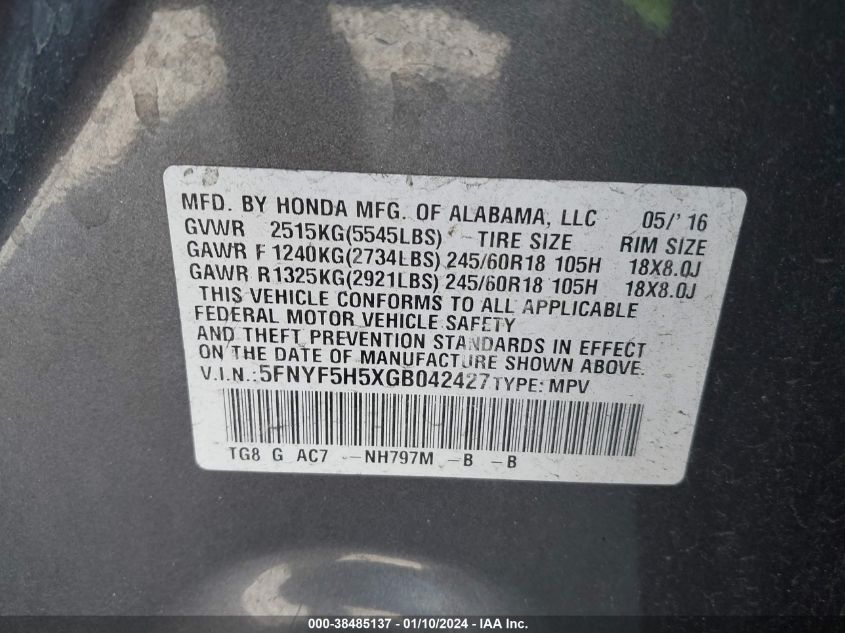 MFD. BY HONDA MFG. OF ALABAMA, LLC 05/'16
GVWR 2515KG(5545LBS) TIRE SIZE RIM SIZE
GAWR F 1240KG(2734LBS) 245/60R18 105H 18X8.0J
GAWR R1325KG(2921LBS) 245/60R18 105H 18X8.0J
THIS VEHICLE CONFORMS TO ALL APPLICABLE
FEDERAL MOTOR VEHICLE SAFETY
AND THEFT PREVENTION STANDARDS IN EFFECT
ON THE DATE OF MANUFACTURE SHOWN ABOVE.
V.I.N.:5FNYF5H5XGB042427 TYPE: MPV
TG8 G AC7 --NH797M --B --B
000-38485137 - 01/10/2024 - IAA Inc.